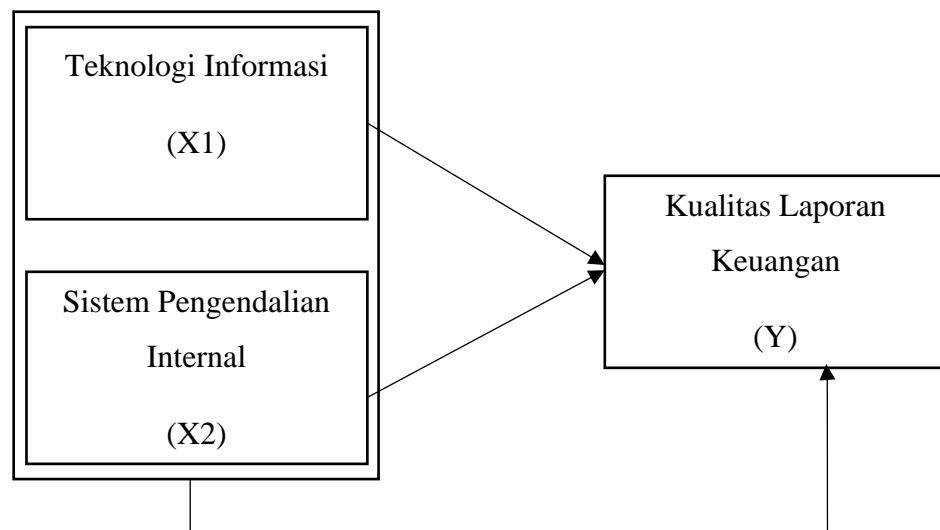 Teknologi Informasi
(X1)
Sistem Pengendalian
Internal
(X2)
Kualitas Laporan
Keuangan
(Y)